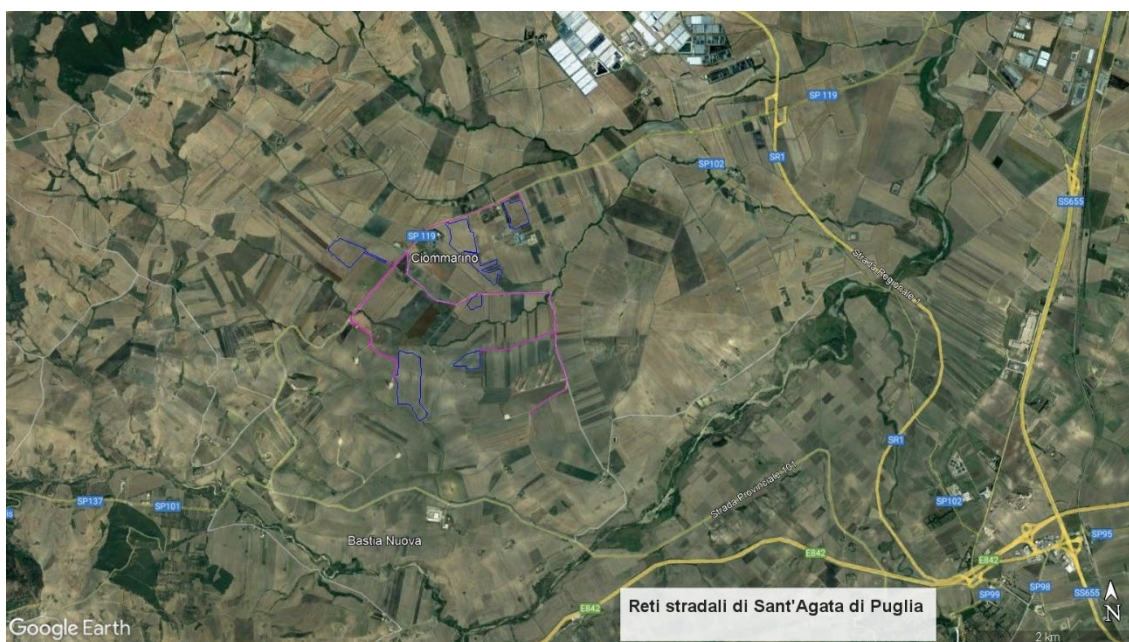 SP 119
SP102
SR1
SS655
SP 119
Ciommarino
Strada Regionale 1
SR1
SP137
SP101
Strada Provinciale 101
SP102
Bastia Nuova
SP95
E842
E842
Reti stradali di Sant'Agata di Puglia
SP99
SP98
SS655
E842
N
Google Earth
2 km